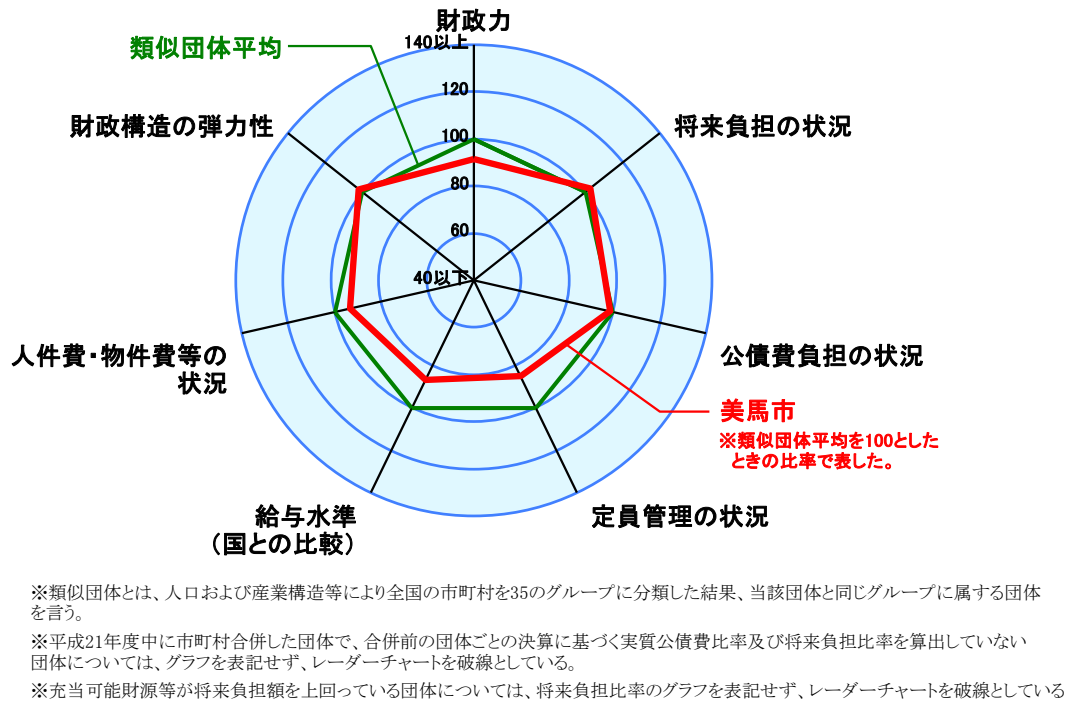 財政力
140以上
類似団体平均
120
財政構造の弾力性
将来負担の状況
100
80
60
40以下
人件費・物件費等の
状況
公債費負担の状況
美馬市
※類似団体平均を100とした
ときの比率で表した。
給与水準
（国との比較）
定員管理の状況
※類似団体とは、人口および産業構造等により全国の市町村を35のグループに分類した結果、当該団体と同じグループに属する団体
を言う。
※平成21年度中に市町村合併した団体で、合併前の団体ごとの決算に基づく実質公債費比率及び将来負担比率を算出していない
団体については、グラフを表記せず、レーダーチャートを破線としている。
※充当可能財源等が将来負担額を上回っている団体については、将来負担比率のグラフを表記せず、レーダーチャートを破線としている